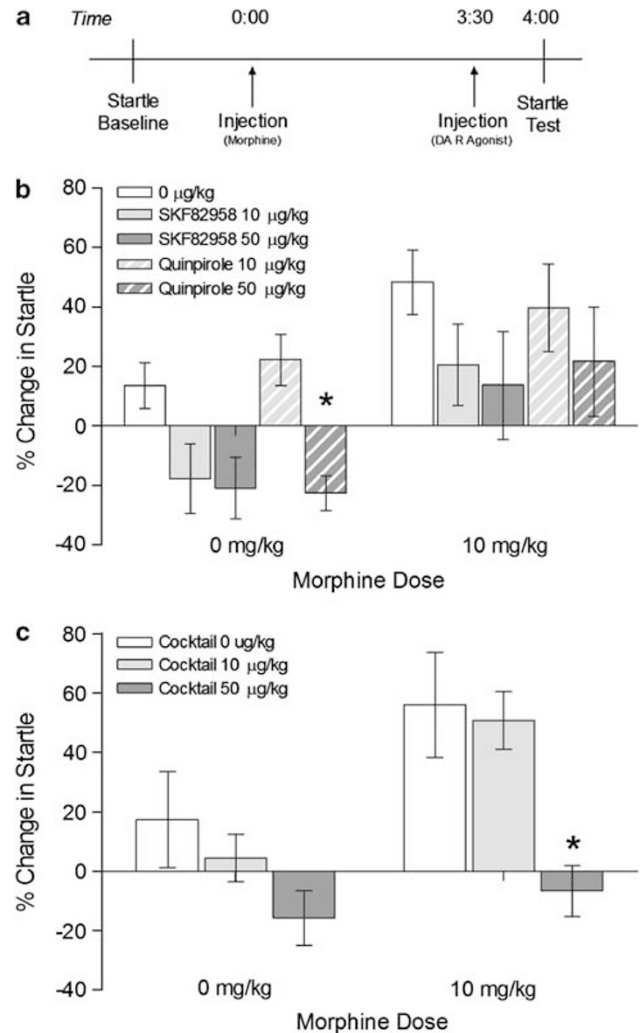 a Time 0:00 3:30 4:00
Startle
Baseline
Injection
(Morphine)
Injection
(DA R Agonist)
Startle
Test
b
% Change in Startle
80
60
40
20
0
-20
-40
0 μg/kg
SKF82958 10 μg/kg
SKF82958 50 μg/kg
Quinpirole 10 μg/kg
Quinpirole 50 μg/kg
*
0 mg/kg 10 mg/kg
Morphine Dose
c
% Change in Startle
80
60
40
20
0
-20
-40
Cocktail 0 ug/kg
Cocktail 10 μg/kg
Cocktail 50 μg/kg
*
0 mg/kg 10 mg/kg
Morphine Dose